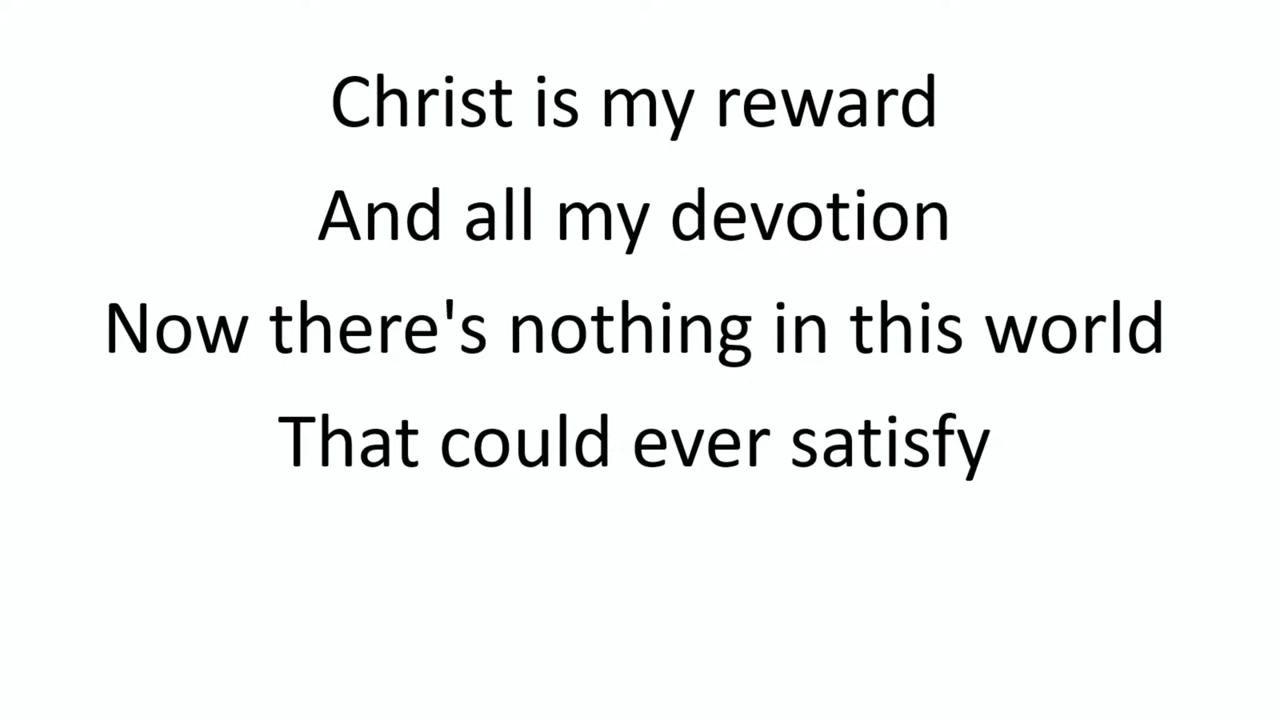 Christ is my reward
And all my devotion
Now there's nothing in this world
That could ever satisfy